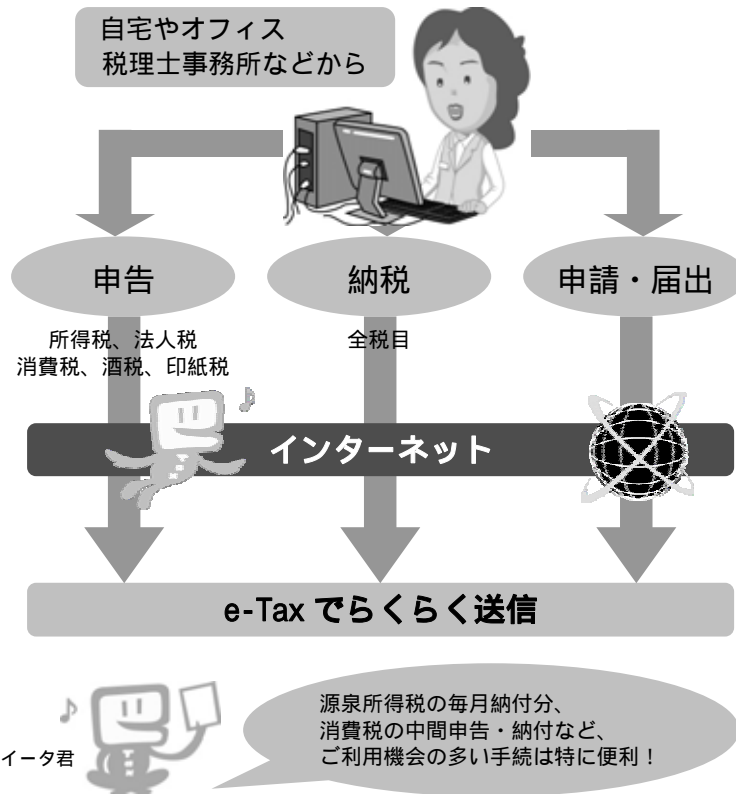 自宅やオフィス
税理士事務所などから
申告
納税
申請・届出
所得税、法人税
消費税、酒税、印紙税
全税目
インターネット
e-Tax でらくらく送信
源泉所得税の毎月納付分、
消費税の中間申告・納付など、
ご利用機会の多い手続は特に便利！
イータ君